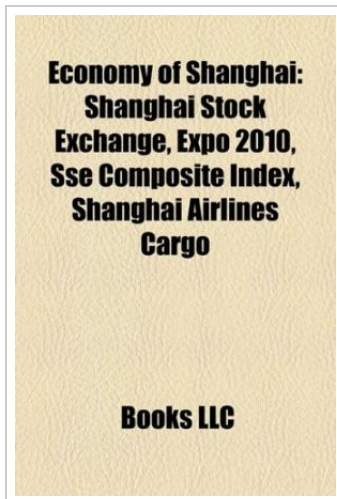 Economy of Shanghai:
Shanghai Stock
Exchange, Expo 2010,
Sse Composite Index,
Shanghai Airlines
Cargo
Books LLC